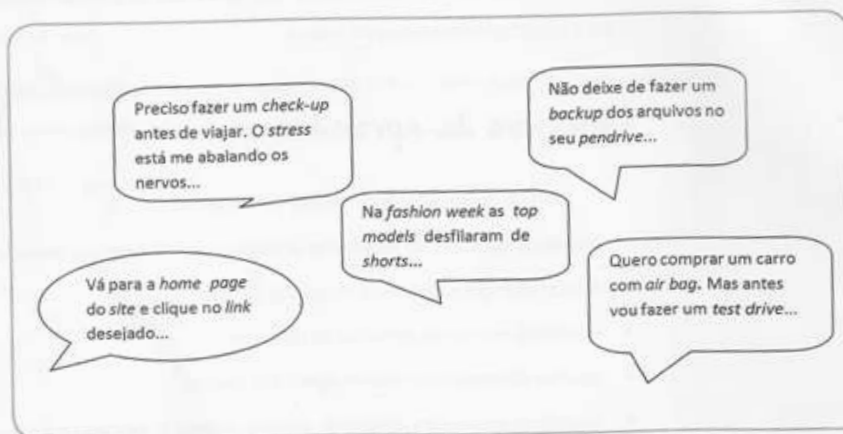 Preciso fazer um check-up
antes de viajar. O stress
está me abalando os
nervos...
Não deixe de fazer um
backup dos arquivos no
seu pendrive...
Na fashion week as top
models desfilaram de
shorts...
Vá para a home page
do site e clique no link
desejado...
Quero comprar um carro
com air bag. Mas antes
vou fazer um test drive...